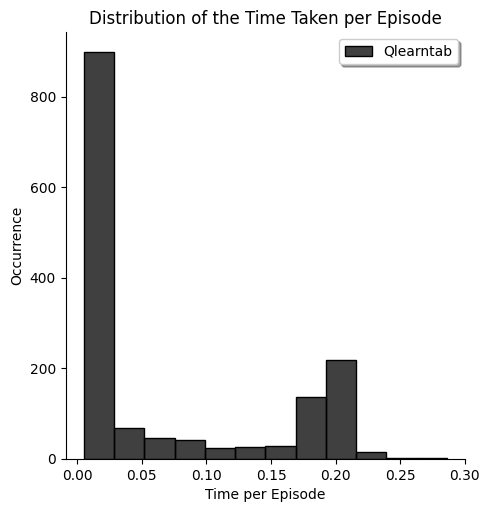 Distribution of the Time Taken per Episode
Qlearntab
800
600
400
200
0
Occurrence
0.00 0.05 0.10 0.15 0.20 0.25 0.30
Time per Episode